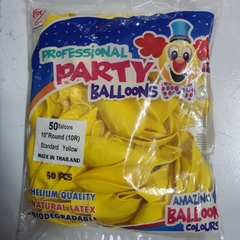 PROFESSIONAL
PARTY
BALLOONS
50 Balloons
10"Round (10R)
Standard Yellow
MADE IN THAILAND
50 PCS
HELIUM QUALITY
NATURAL LATEX
BIODEGRADABLE
AMAZING
BALLOON
COLOURS